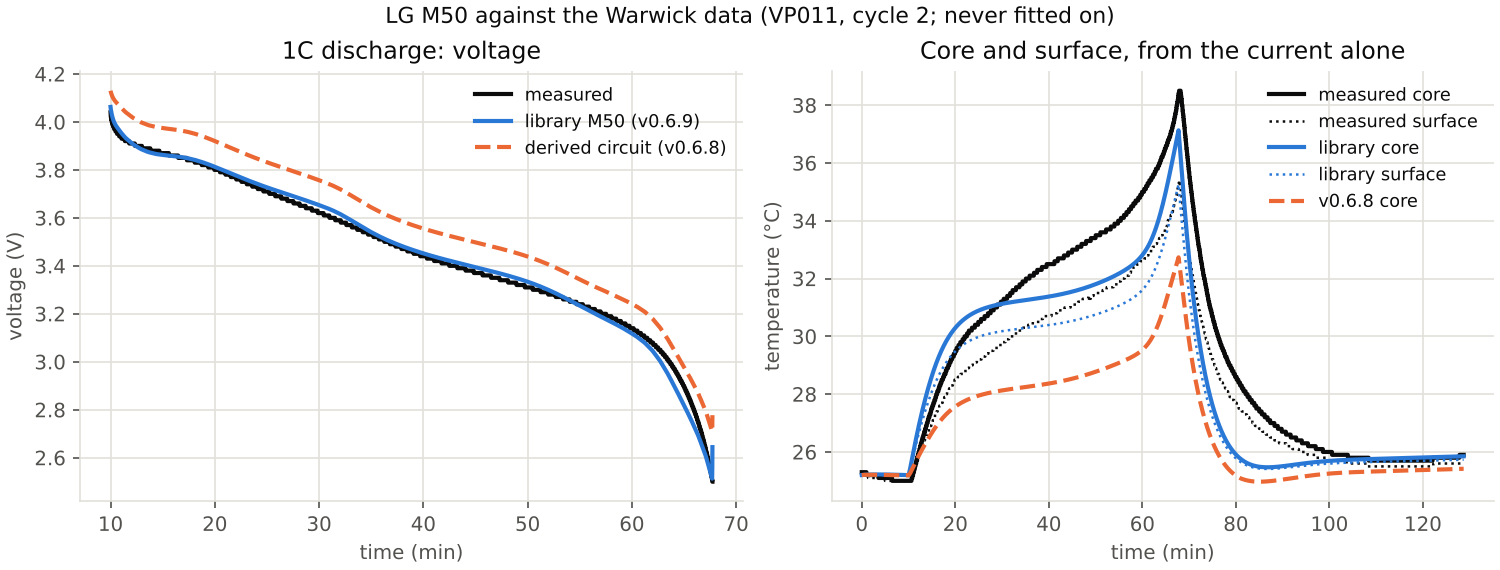 LG M50 against the Warwick data (VP011, cycle 2; never fitted on)
1C discharge: voltage
voltage (V)
4.2
4.0
3.8
3.6
3.4
3.2
3.0
2.8
2.6
measured
library M50 (v0.6.9)
derived circuit (v0.6.8)
10
20
30
40
50
60
70
time (min)
Core and surface, from the current alone
temperature (°C)
38
36
34
32
30
28
26
measured core
measured surface
library core
library surface
v0.6.8 core
0
20
40
60
80
100
120
time (min)